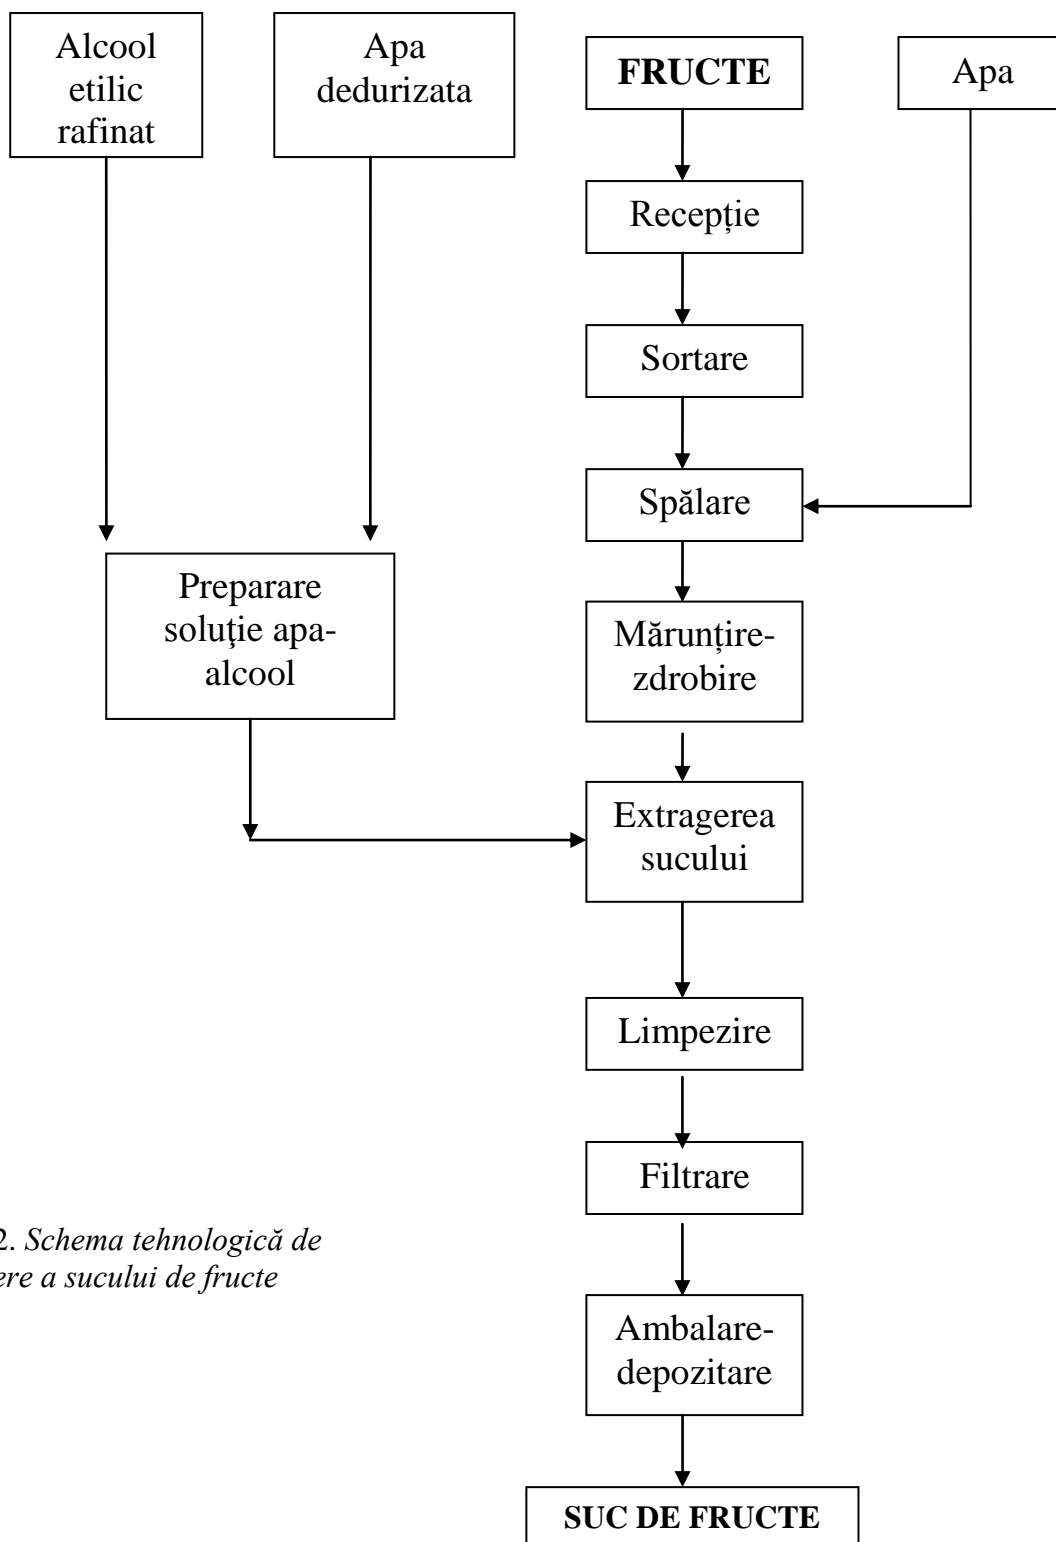 Alcool
etilic
rafinat
Apa
dedurizata
FRUCTE
Apa
Recepție
Sortare
Spălare
Preparare
soluţie apa-
alcool
Mărunțire-
zdrobire
Extragerea
sucului
Limpezire
Filtrare
2. Schema tehnologică de
ere a sucului de fructe
Ambalare-
depozitare
SUC DE FRUCTE